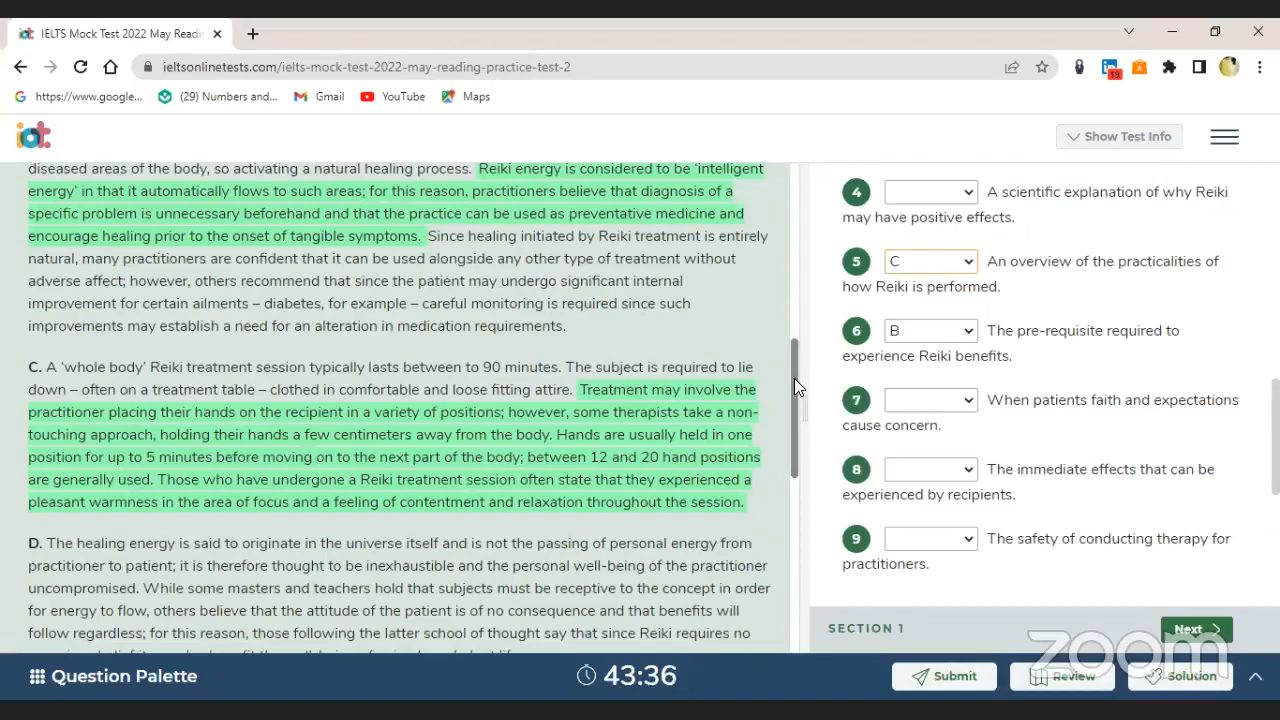 IELTS Mock Test 2022 May Readi
ieltsonlinetests.com/ielts-mock-test-2022-may-reading-practice-test-2
19
https://www.google... (29) Numbers and... Gmail YouTube Maps
iot
Show Test Info
diseased areas of the body, so activating a natural healing process. Reiki energy is considered to be ‘intelligent
energy’ in that it automatically flows to such areas; for this reason, practitioners believe that diagnosis of a
specific problem is unnecessary beforehand and that the practice can be used as preventative medicine and
encourage healing prior to the onset of tangible symptoms. Since healing initiated by Reiki treatment is entirely
natural, many practitioners are confident that it can be used alongside any other type of treatment without
adverse affect; however, others recommend that since the patient may undergo significant internal
improvement for certain ailments – diabetes, for example – careful monitoring is required since such
improvements may establish a need for an alteration in medication requirements.
C. A ‘whole body’ Reiki treatment session typically lasts between to 90 minutes. The subject is required to lie
down – often on a treatment table – clothed in comfortable and loose fitting attire. Treatment may involve the
practitioner placing their hands on the recipient in a variety of positions; however, some therapists take a non-
touching approach, holding their hands a few centimeters away from the body. Hands are usually held in one
position for up to 5 minutes before moving on to the next part of the body; between 12 and 20 hand positions
are generally used. Those who have undergone a Reiki treatment session often state that they experienced a
pleasant warmness in the area of focus and a feeling of contentment and relaxation throughout the session.
D. The healing energy is said to originate in the universe itself and is not the passing of personal energy from
practitioner to patient; it is therefore thought to be inexhaustible and the personal well-being of the practitioner
uncompromised. While some masters and teachers hold that subjects must be receptive to the concept in order
for energy to flow, others believe that the attitude of the patient is of no consequence and that benefits will
follow regardless; for this reason, those following the latter school of thought say that since Reiki requires no
4 A scientific explanation of why Reiki
may have positive effects.
5 C An overview of the practicalities of
how Reiki is performed.
6 B The pre-requisite required to
experience Reiki benefits.
7 When patients faith and expectations
cause concern.
8 The immediate effects that can be
experienced by recipients.
9 The safety of conducting therapy for
practitioners.
SECTION 1
Next
zoom
Question Palette
43:36
Submit
Review
Solution